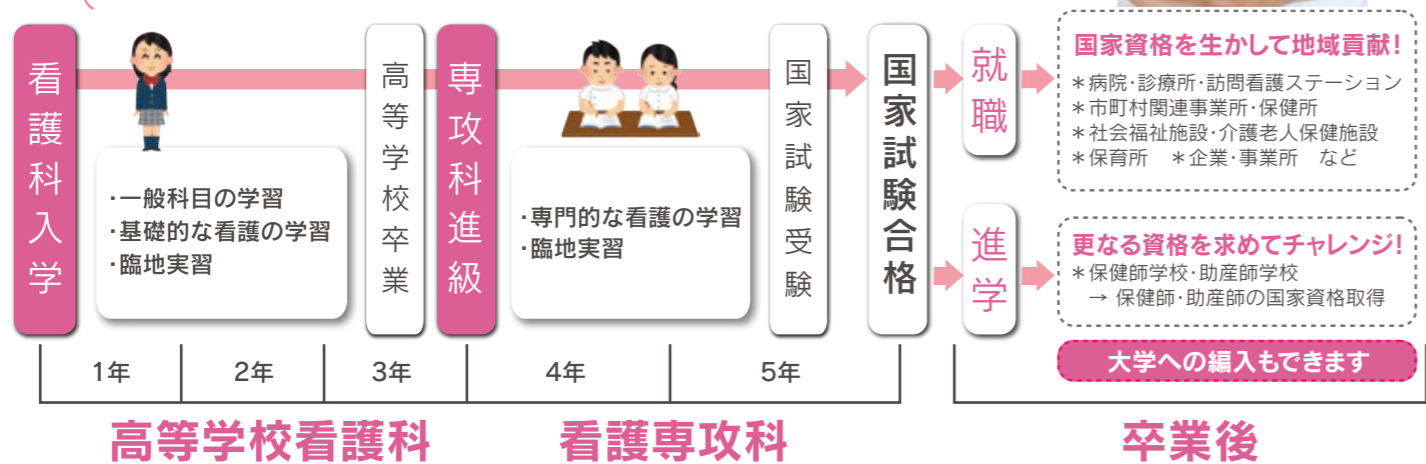 看護科入学
・一般科目の学習
・基礎的な看護の学習
・臨地実習
高等学校卒業
専攻科進級
・専門的な看護の学習
・臨地実習
国家試験受験
国家試験合格
就職
国家資格を生かして地域貢献!
＊病院・診療所・訪問看護ステーション
＊市町村関連事業所・保健所
＊社会福祉施設・介護老人保健施設
＊保育所　＊企業・事業所　など
進学
更なる資格を求めてチャレンジ!
＊保健師学校・助産師学校
→ 保健師・助産師の国家資格取得
大学への編入もできます
1年
2年
3年
4年
5年
高等学校看護科
看護専攻科
卒業後